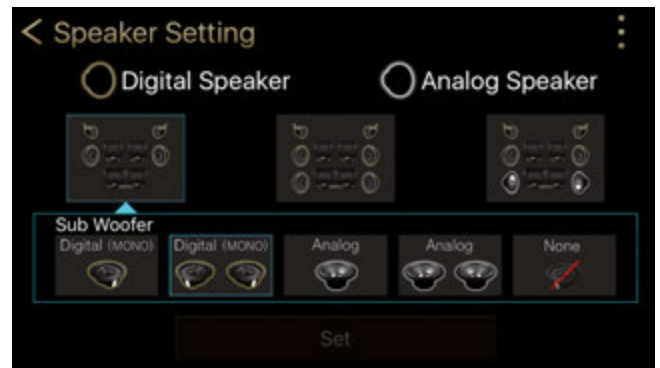 Speaker Setting
Digital Speaker
Analog Speaker
Sub Woofer
Digital (MONO)
Digital (MONO)
Analog
Analog
None
Set